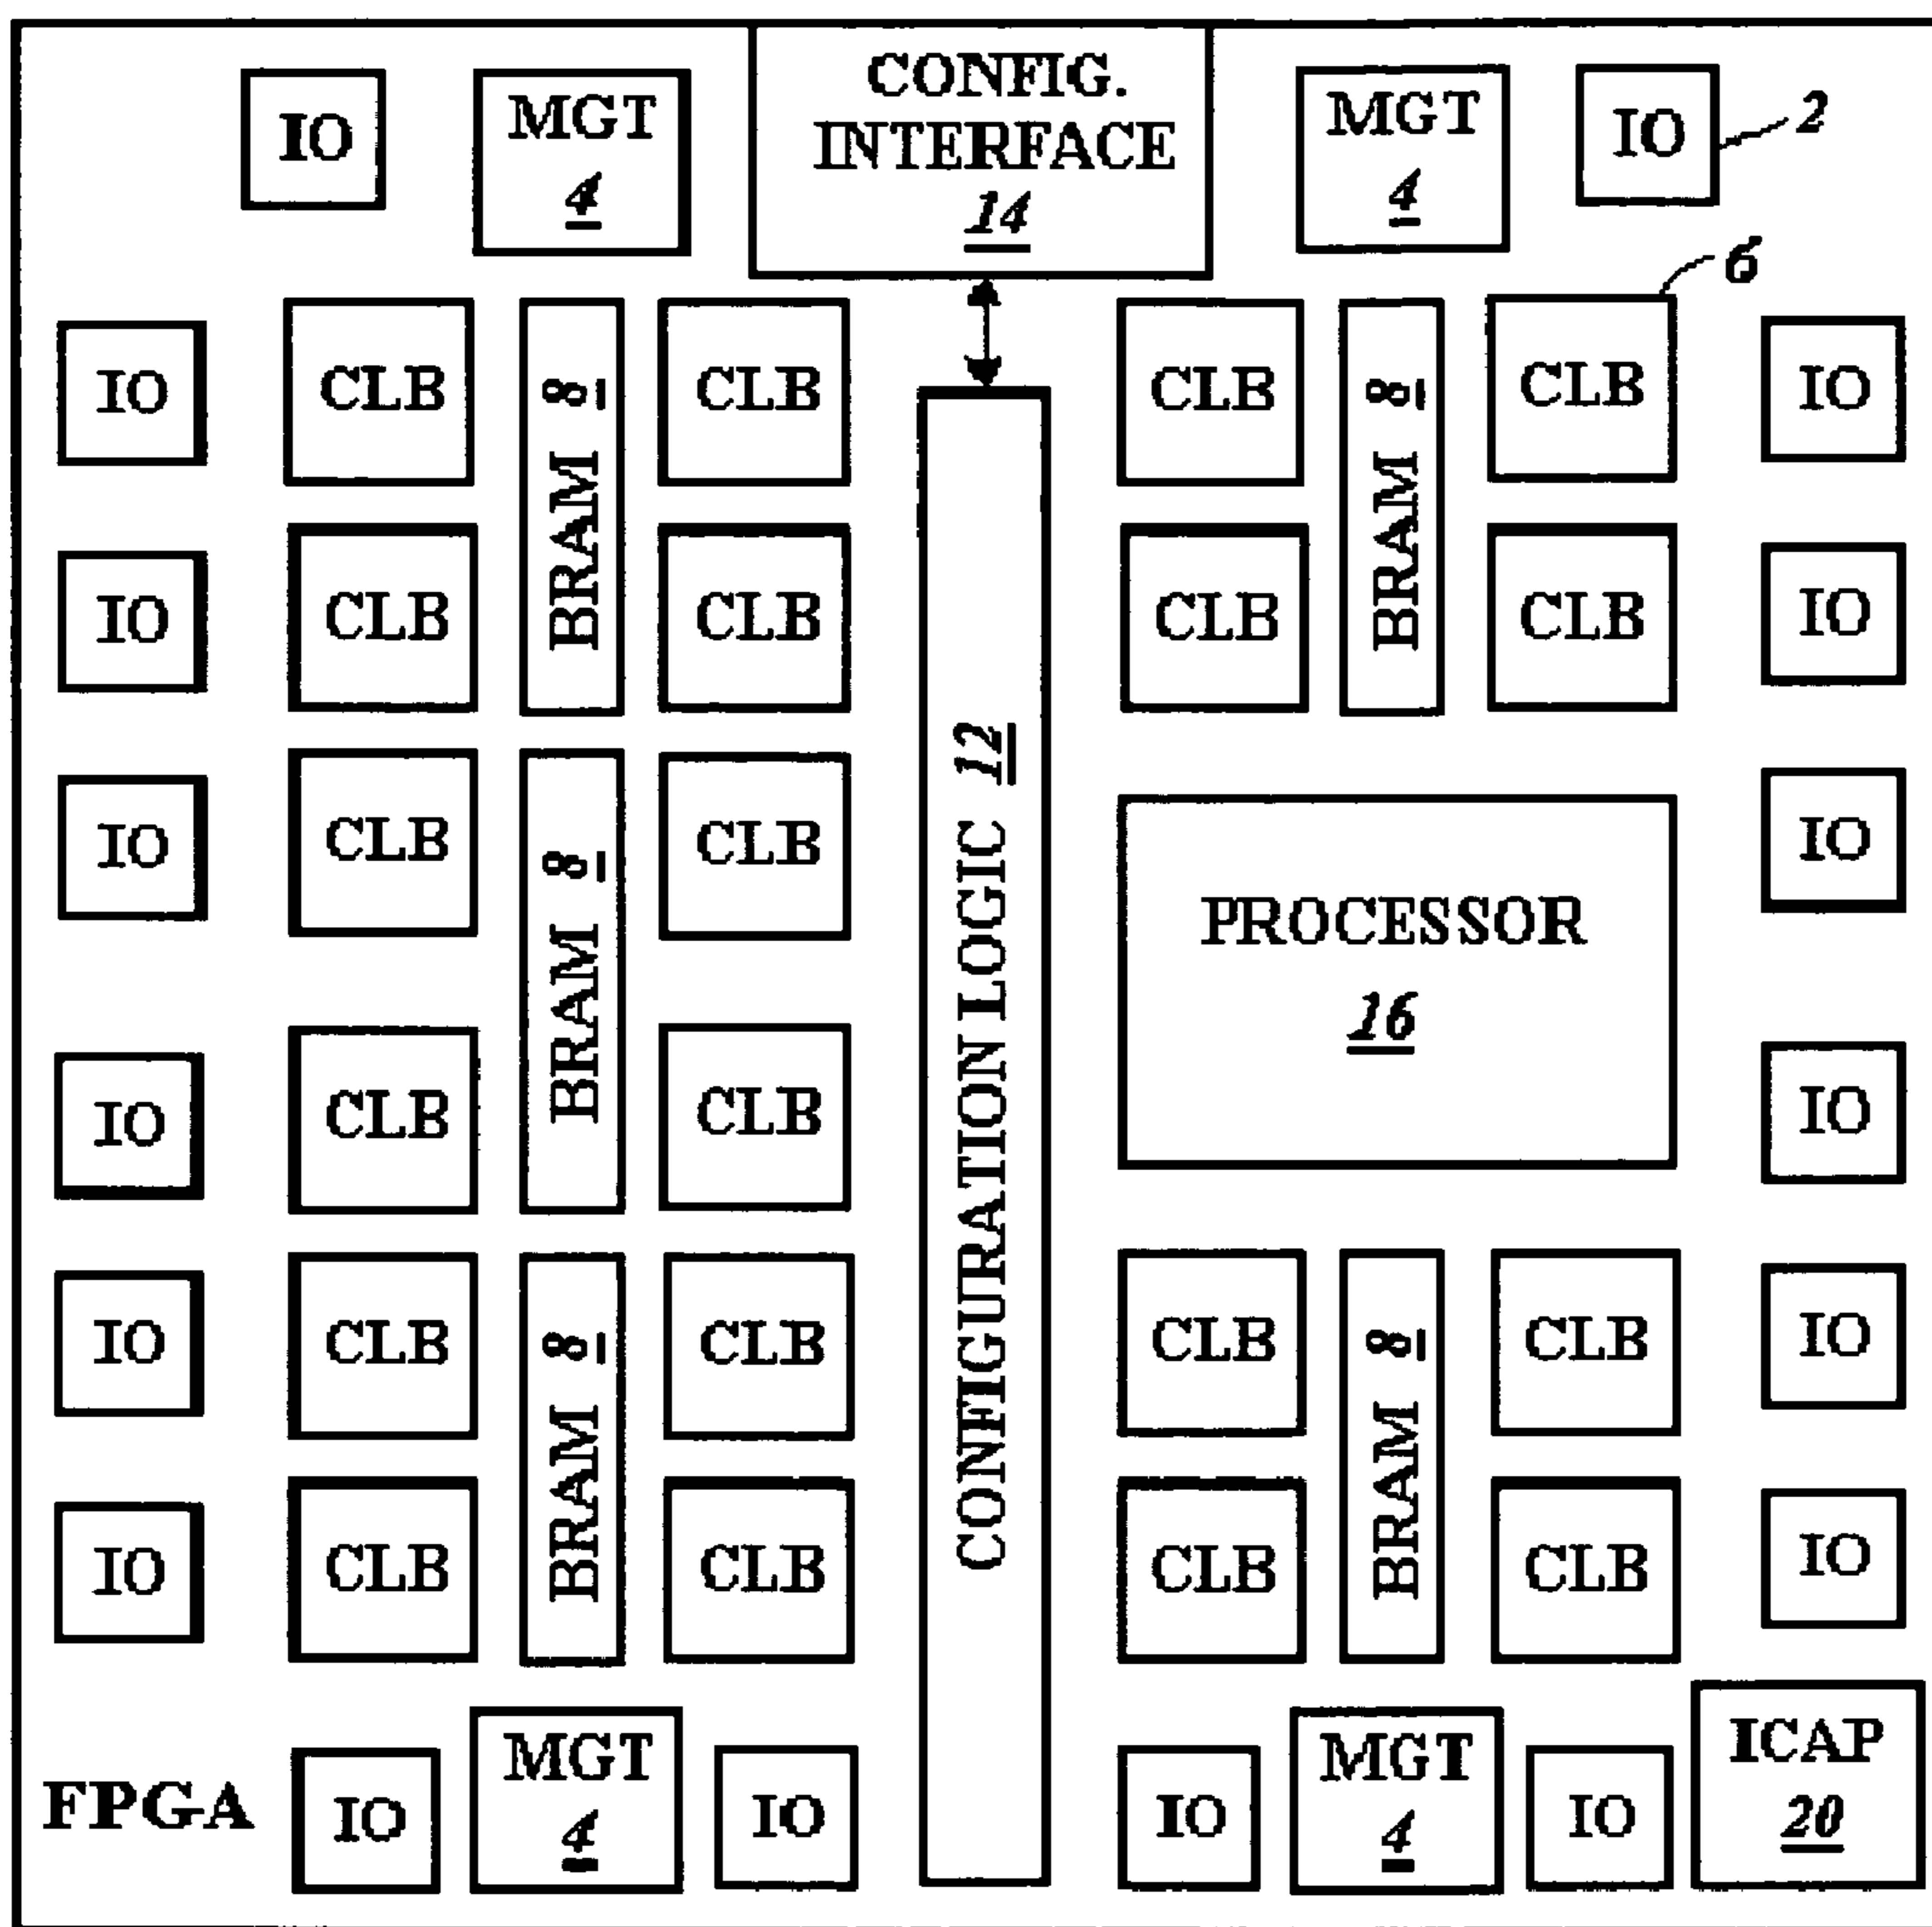 CONFIG.
INTERFACE
14
IO
MGT
4
MGT
4
IO
2
6
IO
CLB
BRAM 8
CLB
CLB
BRAM 8
CLB
IO
IO
CLB
CLB
CLB
CLB
IO
CONFIGURATION LOGIC 12
IO
CLB
BRAM 8
CLB
PROCESSOR
16
IO
IO
CLB
CLB
IO
IO
CLB
BRAM 8
CLB
CLB
BRAM 8
CLB
IO
IO
CLB
CLB
CLB
CLB
IO
FPGA
IO
MGT
4
IO
IO
MGT
4
IO
ICAP
20